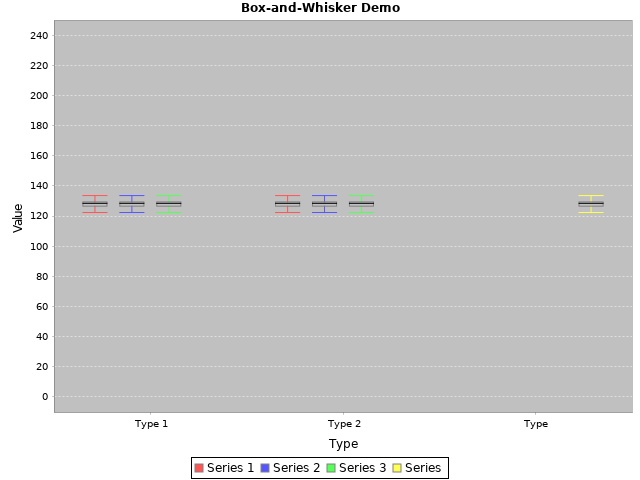 Box-and-Whisker Demo
240
220
200
180
160
140
120
100
80
60
40
20
0
Value
Type 1 Type 2 Type
Type
Series 1 Series 2 Series 3 Series